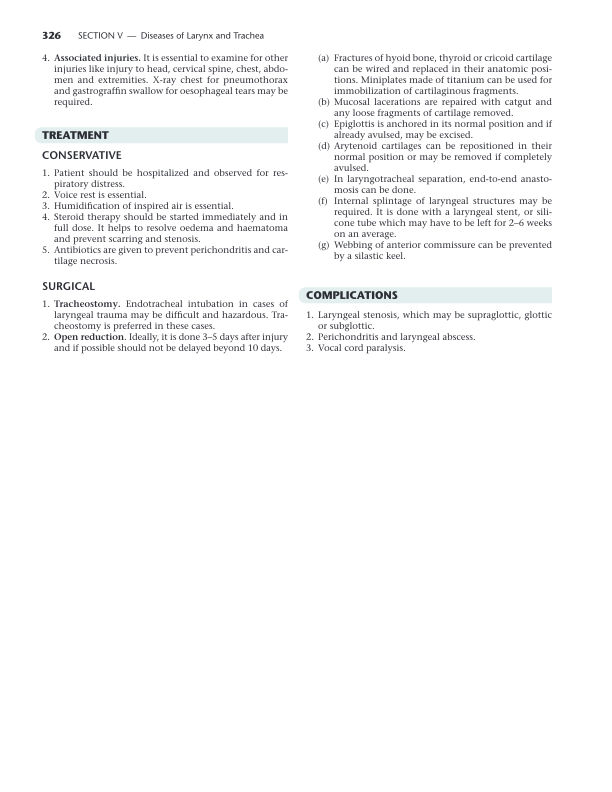 326 SECTION V — Diseases of Larynx and Trachea
4. Associated injuries. It is essential to examine for other
injuries like injury to head, cervical spine, chest, abdo-
men and extremities. X-ray chest for pneumothorax
and gastrograffin swallow for oesophageal tears may be
required.
TREATMENT
CONSERVATIVE
1. Patient should be hospitalized and observed for res-
piratory distress.
2. Voice rest is essential.
3. Humidification of inspired air is essential.
4. Steroid therapy should be started immediately and in
full dose. It helps to resolve oedema and haematoma
and prevent scarring and stenosis.
5. Antibiotics are given to prevent perichondritis and car-
tilage necrosis.
SURGICAL
1. Tracheostomy. Endotracheal intubation in cases of
laryngeal trauma may be difficult and hazardous. Tra-
cheostomy is preferred in these cases.
2. Open reduction. Ideally, it is done 3–5 days after injury
and if possible should not be delayed beyond 10 days.
(a) Fractures of hyoid bone, thyroid or cricoid cartilage
can be wired and replaced in their anatomic posi-
tions. Miniplates made of titanium can be used for
immobilization of cartilaginous fragments.
(b) Mucosal lacerations are repaired with catgut and
any loose fragments of cartilage removed.
(c) Epiglottis is anchored in its normal position and if
already avulsed, may be excised.
(d) Arytenoid cartilages can be repositioned in their
normal position or may be removed if completely
avulsed.
(e) In laryngotracheal separation, end-to-end anasto-
mosis can be done.
(f) Internal splintage of laryngeal structures may be
required. It is done with a laryngeal stent, or sili-
cone tube which may have to be left for 2–6 weeks
on an average.
(g) Webbing of anterior commissure can be prevented
by a silastic keel.
COMPLICATIONS
1. Laryngeal stenosis, which may be supraglottic, glottic
or subglottic.
2. Perichondritis and laryngeal abscess.
3. Vocal cord paralysis.